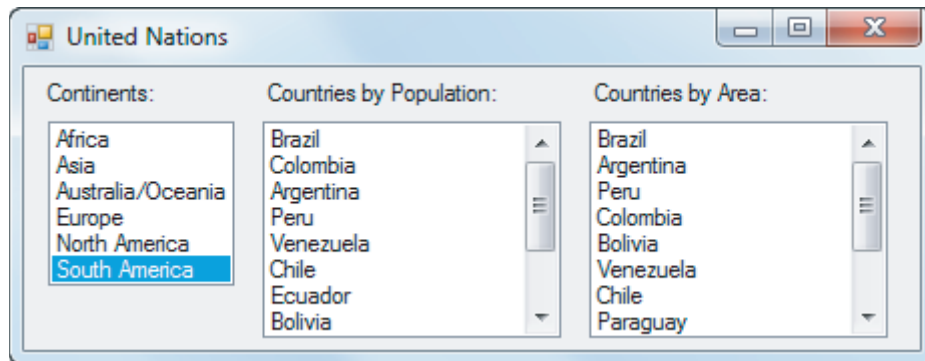 United Nations
Continents:
Africa
Asia
Australia/Oceania
Europe
North America
South America
Countries by Population:
Brazil
Colombia
Argentina
Peru
Venezuela
Chile
Ecuador
Bolivia
Countries by Area:
Brazil
Argentina
Peru
Colombia
Bolivia
Venezuela
Chile
Paraguay